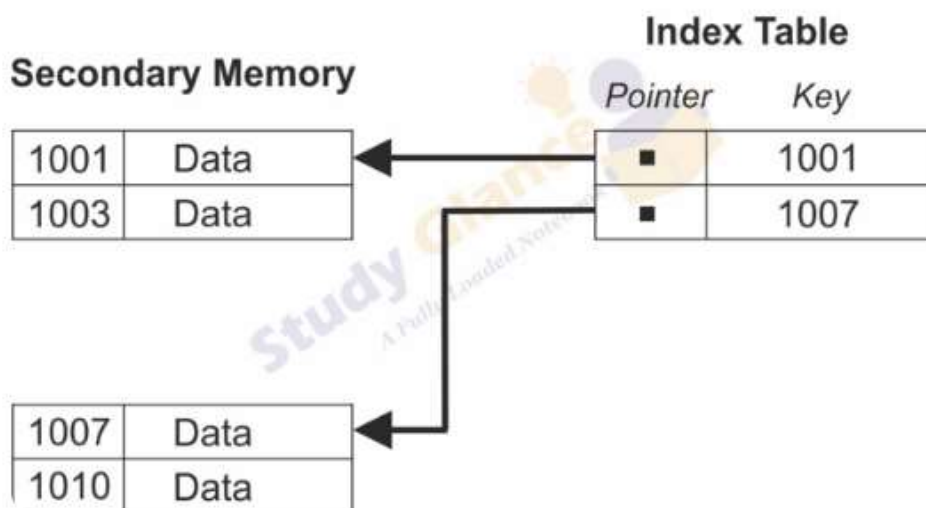 Index Table
Secondary Memory
Pointer Key
1001 Data
1003 Data
1001
1007
Study Glance
A Fully Loaded Notebook
1007 Data
1010 Data